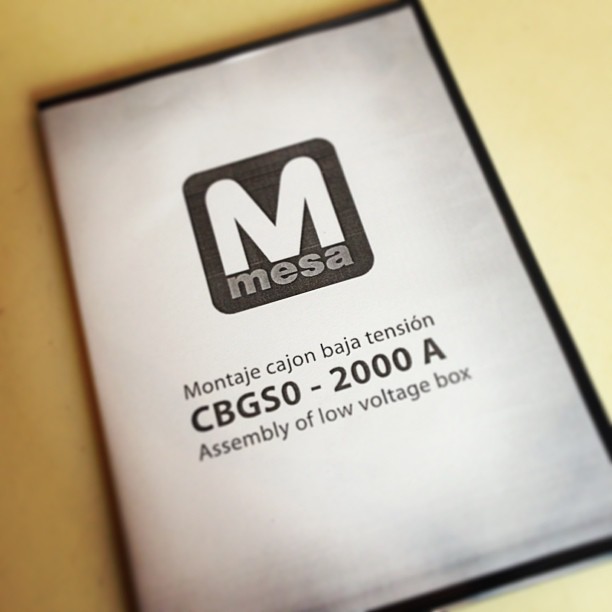 M
mesa
Montaje cajon baja tensión
CBGS0 - 2000 A
Assembly of low voltage box